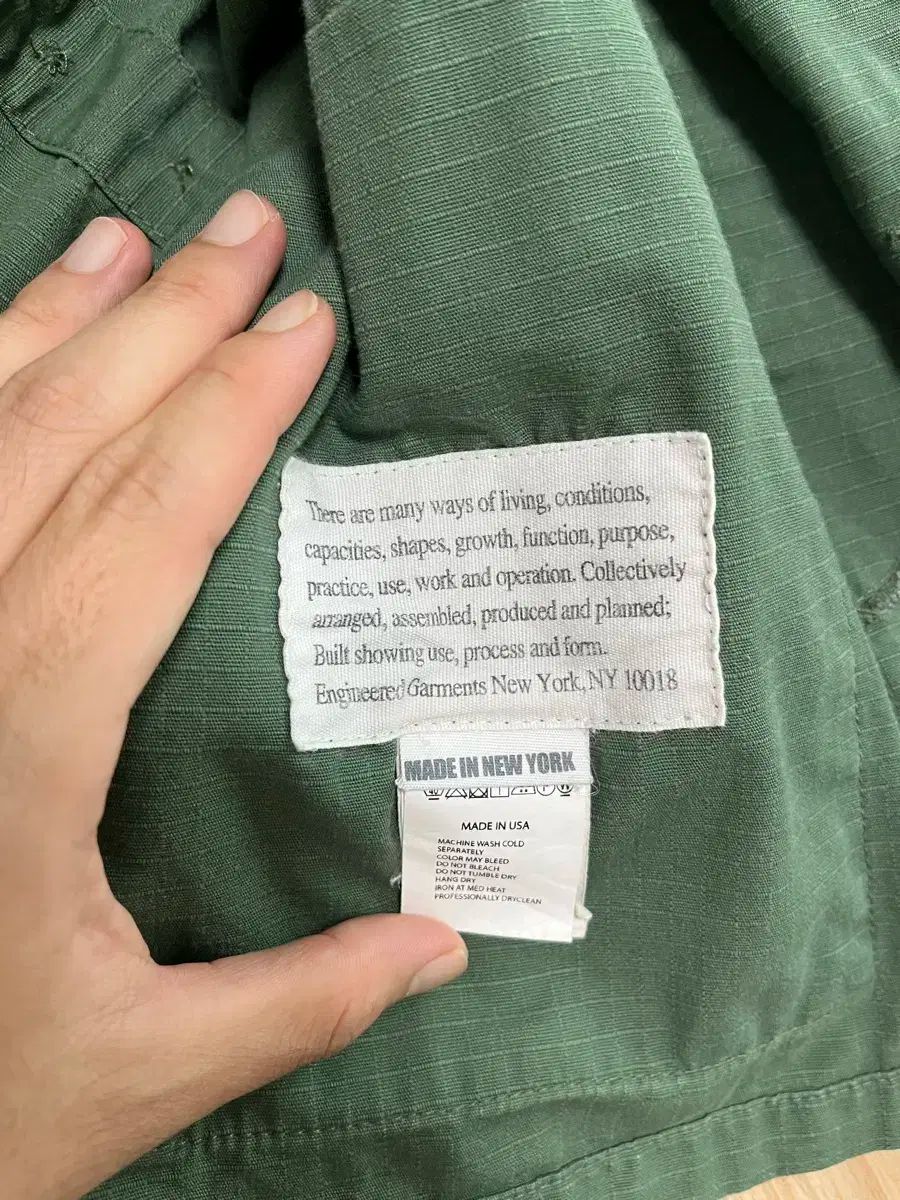 There are many ways of living, conditions,
capacities, shapes, growth, function, purpose,
practice, use, work and operation. Collectively
arranged, assembled, produced and planned;
Built showing use, process and form.
Engineered Garments New York, NY 10018
MADE IN NEW YORK
MADE IN USA
MACHINE WASH COLD
SEPARATELY
COLOR MAY BLEED
DO NOT BLEACH
DO NOT TUMBLE DRY
HANG DRY
IRON AT MED HEAT
PROFESSIONALLY DRYCLEAN